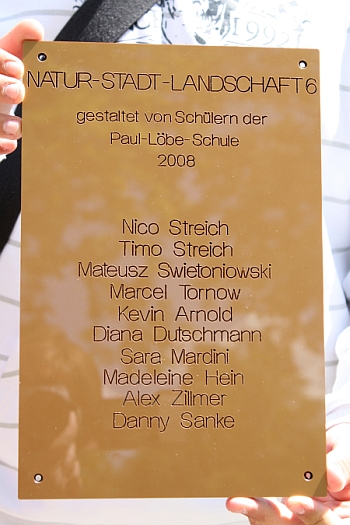 1992
NATUR-STADT-LANDSCHAFT 6
gestaltet von Schülern der
Paul-Löbe-Schule
2008
Nico Streich
Timo Streich
Mateusz Swietoniowski
Marcel Tornow
Kevin Arnold
Diana Dutschmann
Sara Mardini
Madeleine Hein
Alex Zillmer
Danny Sanke